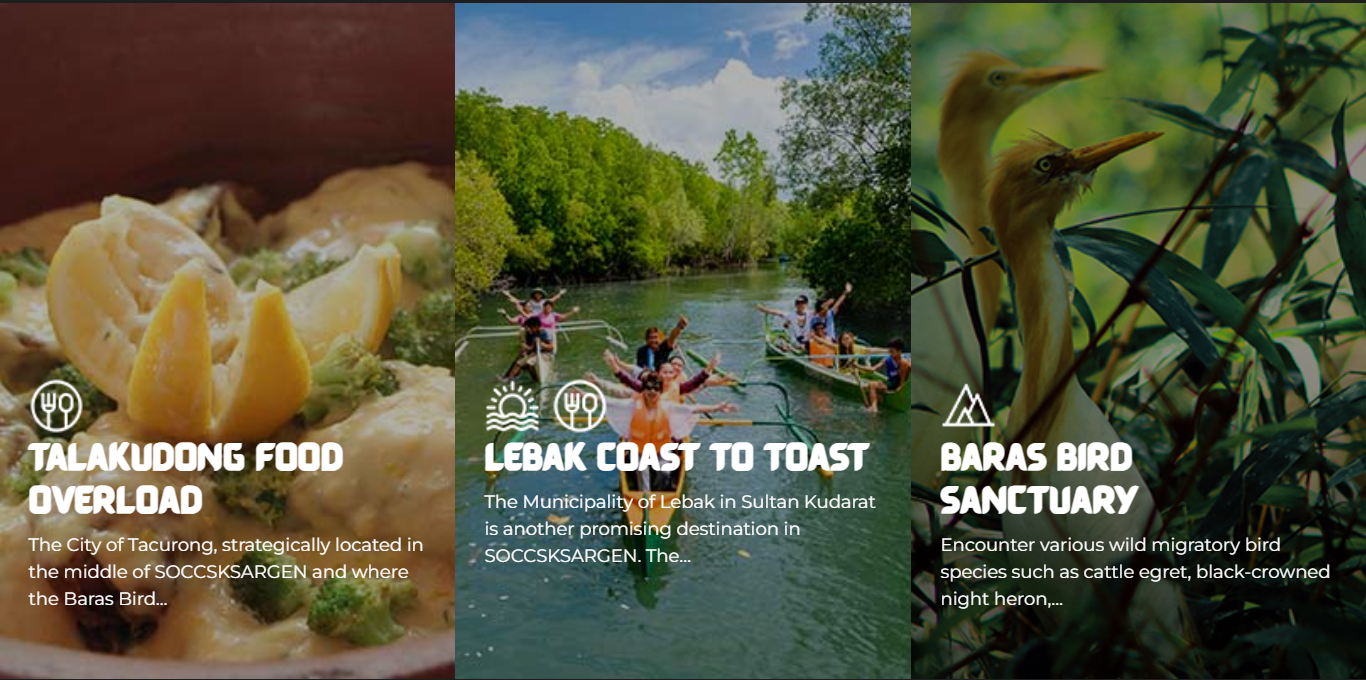 TALAKUDONG FOOD
OVERLOAD
The City of Tacurong, strategically located in
the middle of SOCCSKSARGEN and where
the Baras Bird...
LEBAK COAST TO TOAST
The Municipality of Lebak in Sultan Kudarat
is another promising destination in
SOCCSKSARGEN. The...
BARAS BIRD
SANCTUARY
Encounter various wild migratory bird
species such as cattle egret, black-crowned
night heron,...